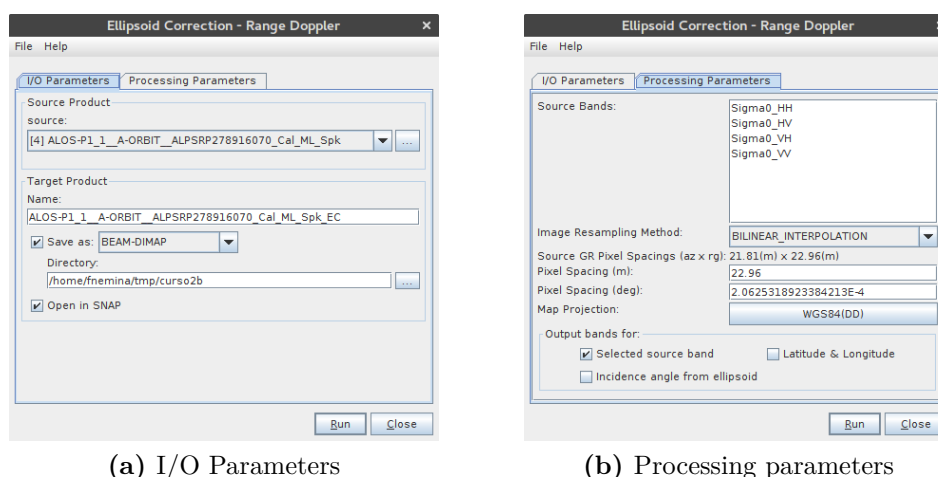 Ellipsoid Correction - Range Doppler ×
File Help
I/O Parameters Processing Parameters
Source Product
source:
[4] ALOS-P1_1__A-ORBIT__ALPSRP278916070_Cal_ML_Spk ...
Target Product
Name:
ALOS-P1_1__A-ORBIT__ALPSRP278916070_Cal_ML_Spk_EC
Save as: BEAM-DIMAP
Directory:
/home/fnemina/tmp/curso2b ...
Open in SNAP
Run Close
(a) I/O Parameters
Ellipsoid Correction - Range Doppler
File Help
I/O Parameters Processing Parameters
Source Bands:
Sigma0_HH
Sigma0_HV
Sigma0_VH
Sigma0_VV
Image Resampling Method: BILINEAR_INTERPOLATION
Source GR Pixel Spacings (az x rg): 21.81(m) x 22.96(m)
Pixel Spacing (m): 22.96
Pixel Spacing (deg): 2.0625318923384213E-4
Map Projection: WGS84(DD)
Output bands for:
Selected source band Latitude & Longitude
Incidence angle from ellipsoid
Run Close
(b) Processing parameters